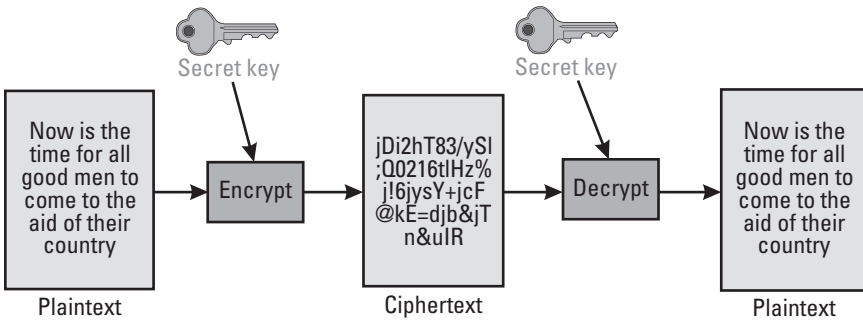 Secret key
Secret key
Now is the
time for all
good men to
come to the
aid of their
country
Encrypt
jDi2hT83/ySl
;Q0216tlHz%
j!6jysY+jcF
@kE=djb&jT
n&ulR
Decrypt
Now is the
time for all
good men to
come to the
aid of their
country
Plaintext
Ciphertext
Plaintext